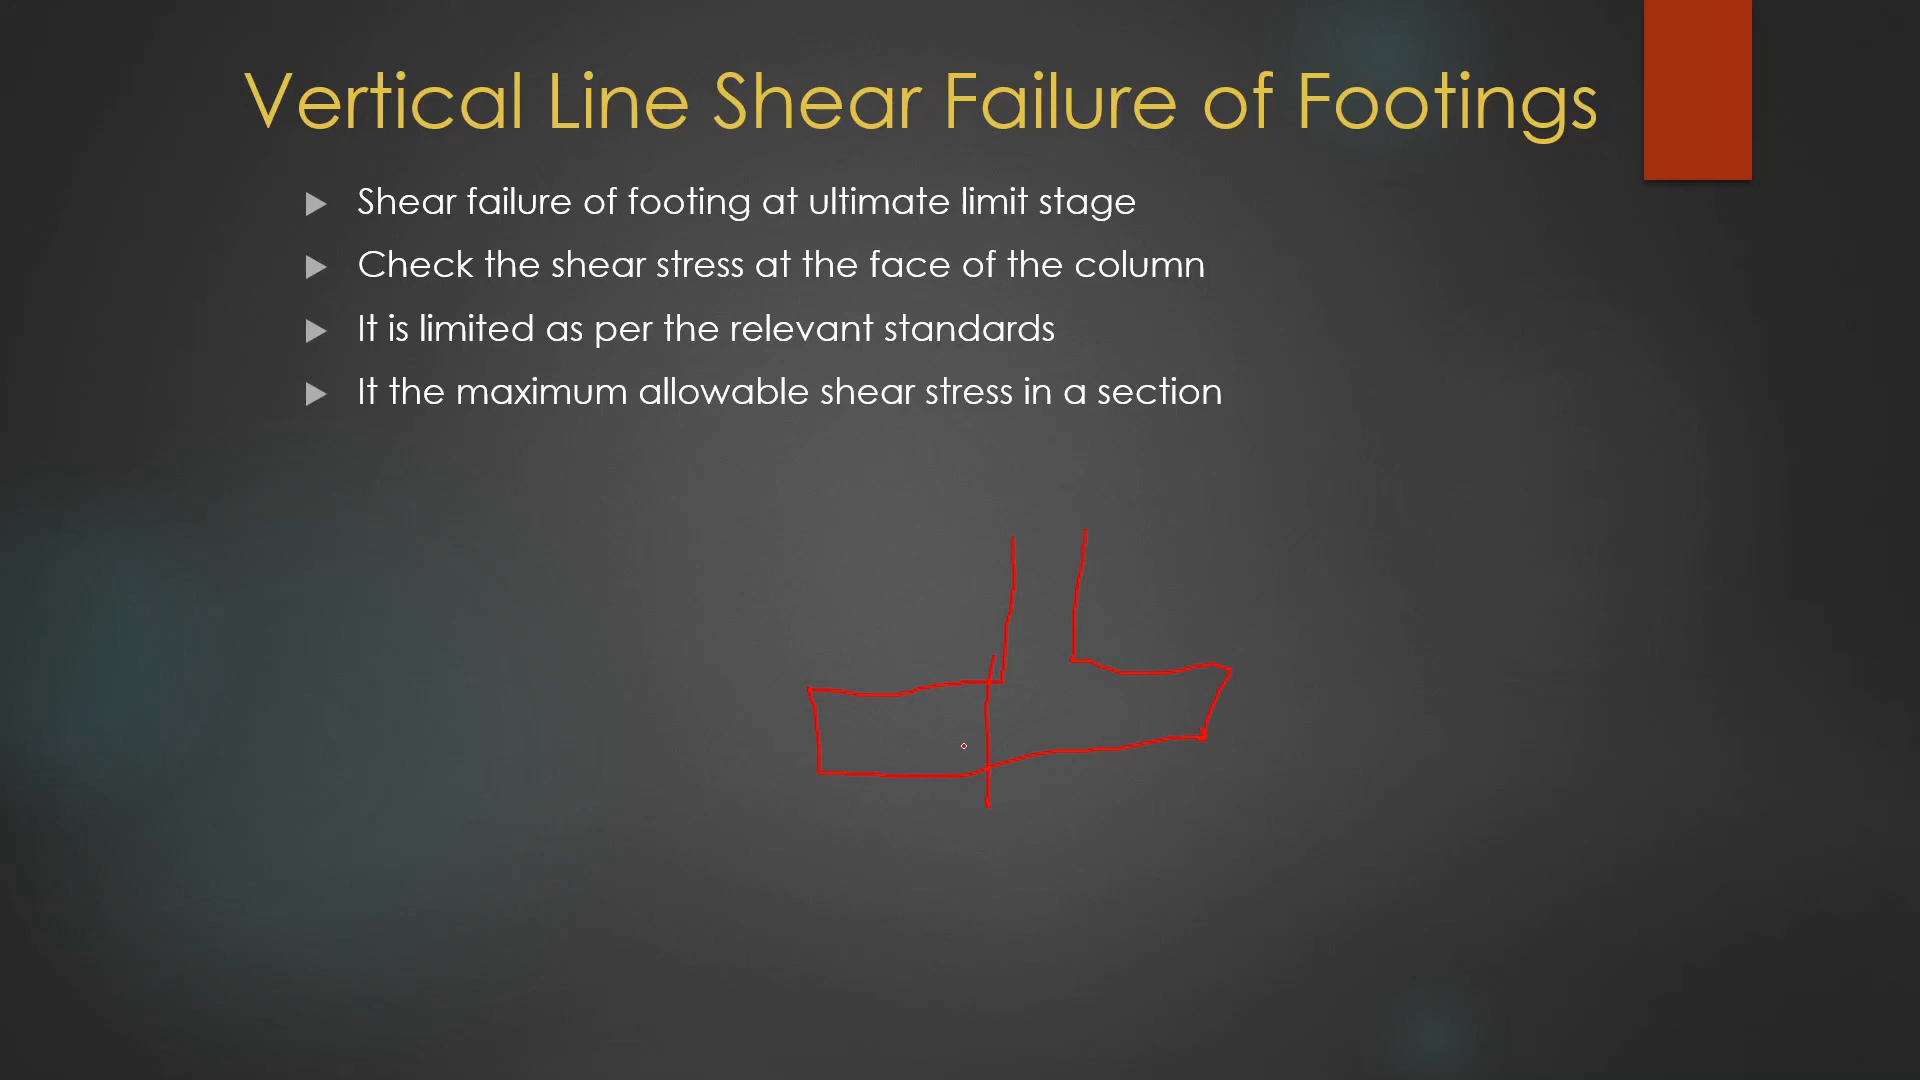 Vertical Line Shear Failure of Footings
Shear failure of footing at ultimate limit stage
Check the shear stress at the face of the column
It is limited as per the relevant standards
It the maximum allowable shear stress in a section